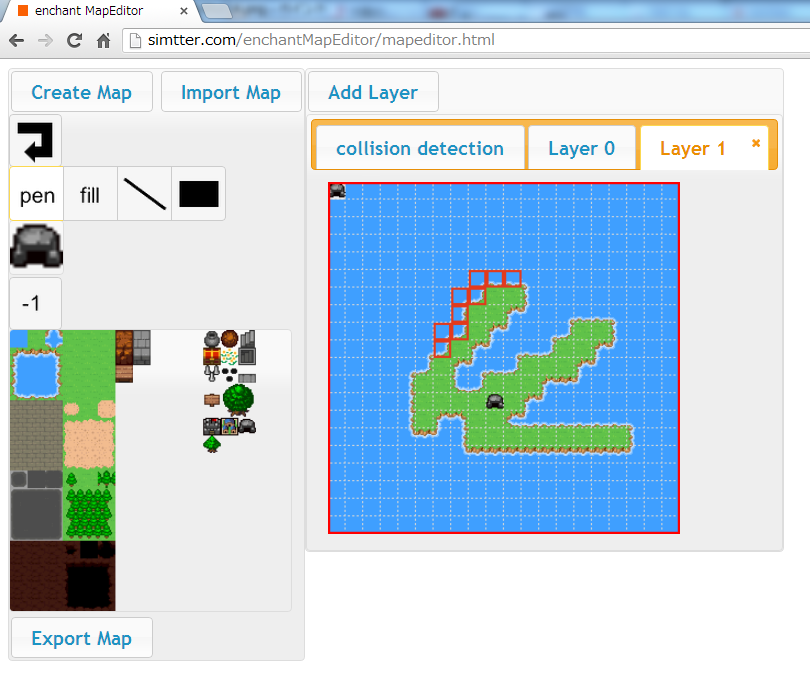 enchant MapEditor
simtter.com/enchantMapEditor/mapeditor.html
Create Map
Import Map
Add Layer
collision detection
Layer 0
Layer 1
pen
fill
-1
Export Map